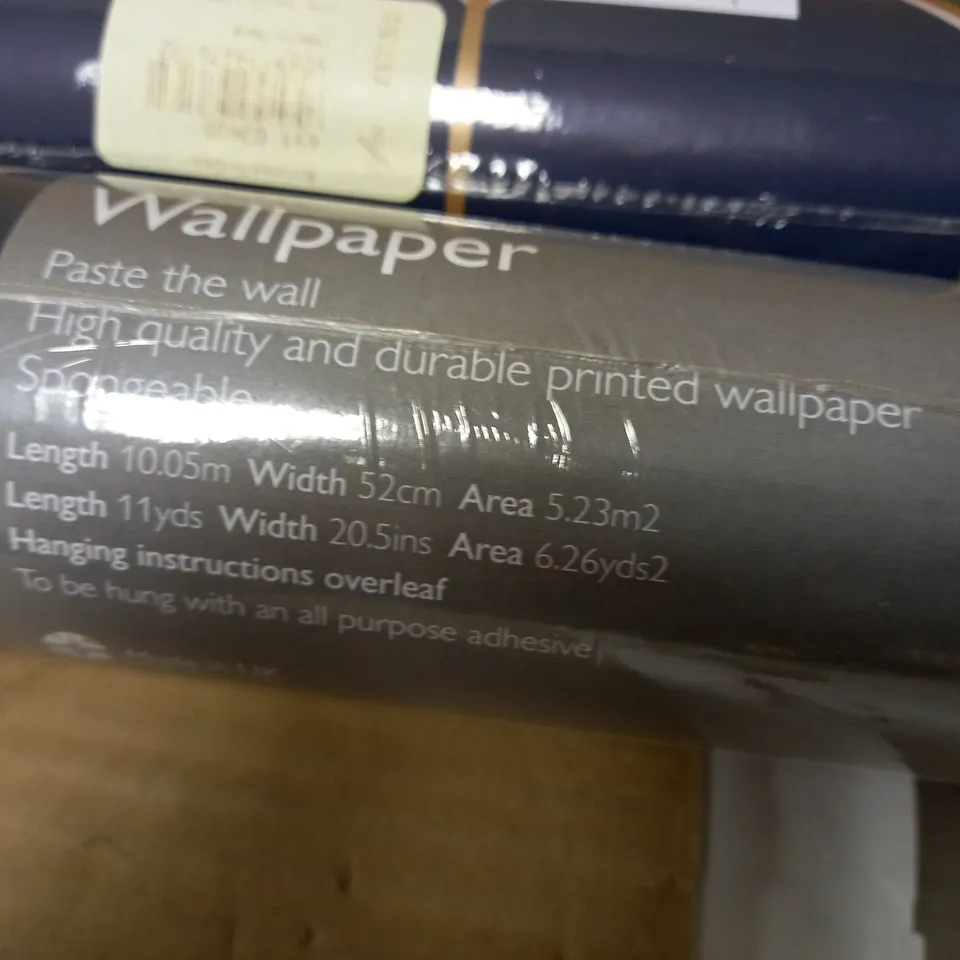 Wallpaper
Paste the wall
High quality and durable printed wallpaper
Spongeable
Length 10.05m Width 52cm Area 5.23m2
Length 11yds Width 20.5ins Area 6.26yds2
Hanging instructions overleaf
To be hung with an all purpose adhesive